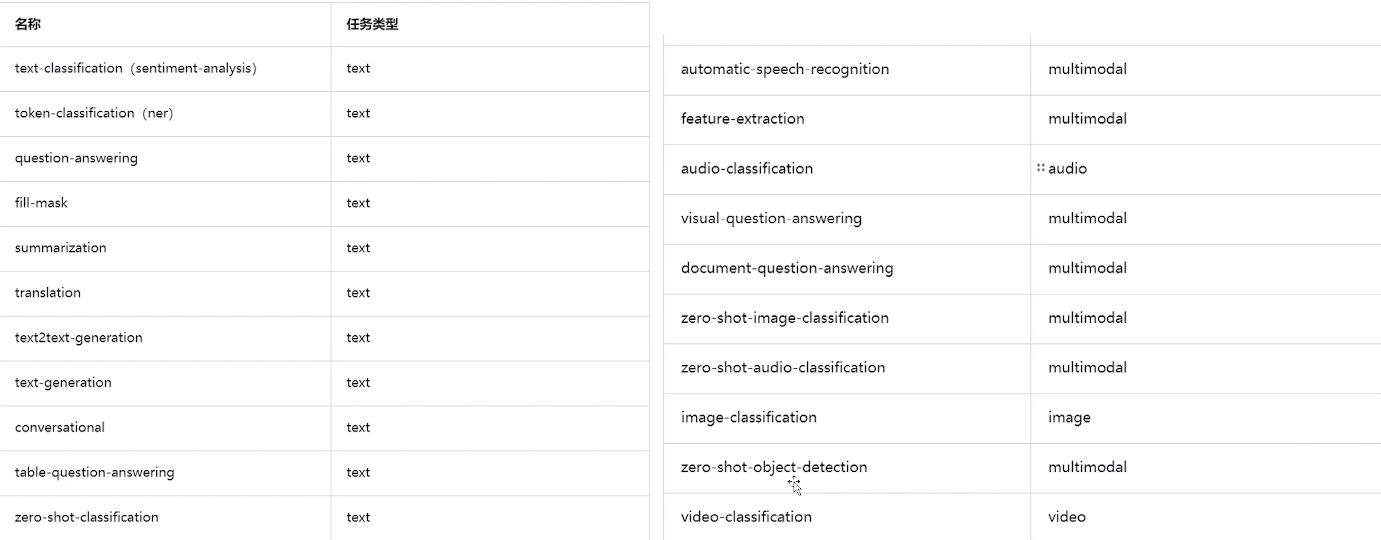 名称 任务类型
text-classification（sentiment-analysis） text
token-classification（ner） text
question-answering text
fill-mask text
summarization text
translation text
text2text-generation text
text-generation text
conversational text
table-question-answering text
zero-shot-classification text
automatic-speech-recognition multimodal
feature-extraction multimodal
audio-classification audio
visual-question-answering multimodal
document-question-answering multimodal
zero-shot-image-classification multimodal
zero-shot-audio-classification multimodal
image-classification image
zero-shot-object-detection multimodal
video-classification video